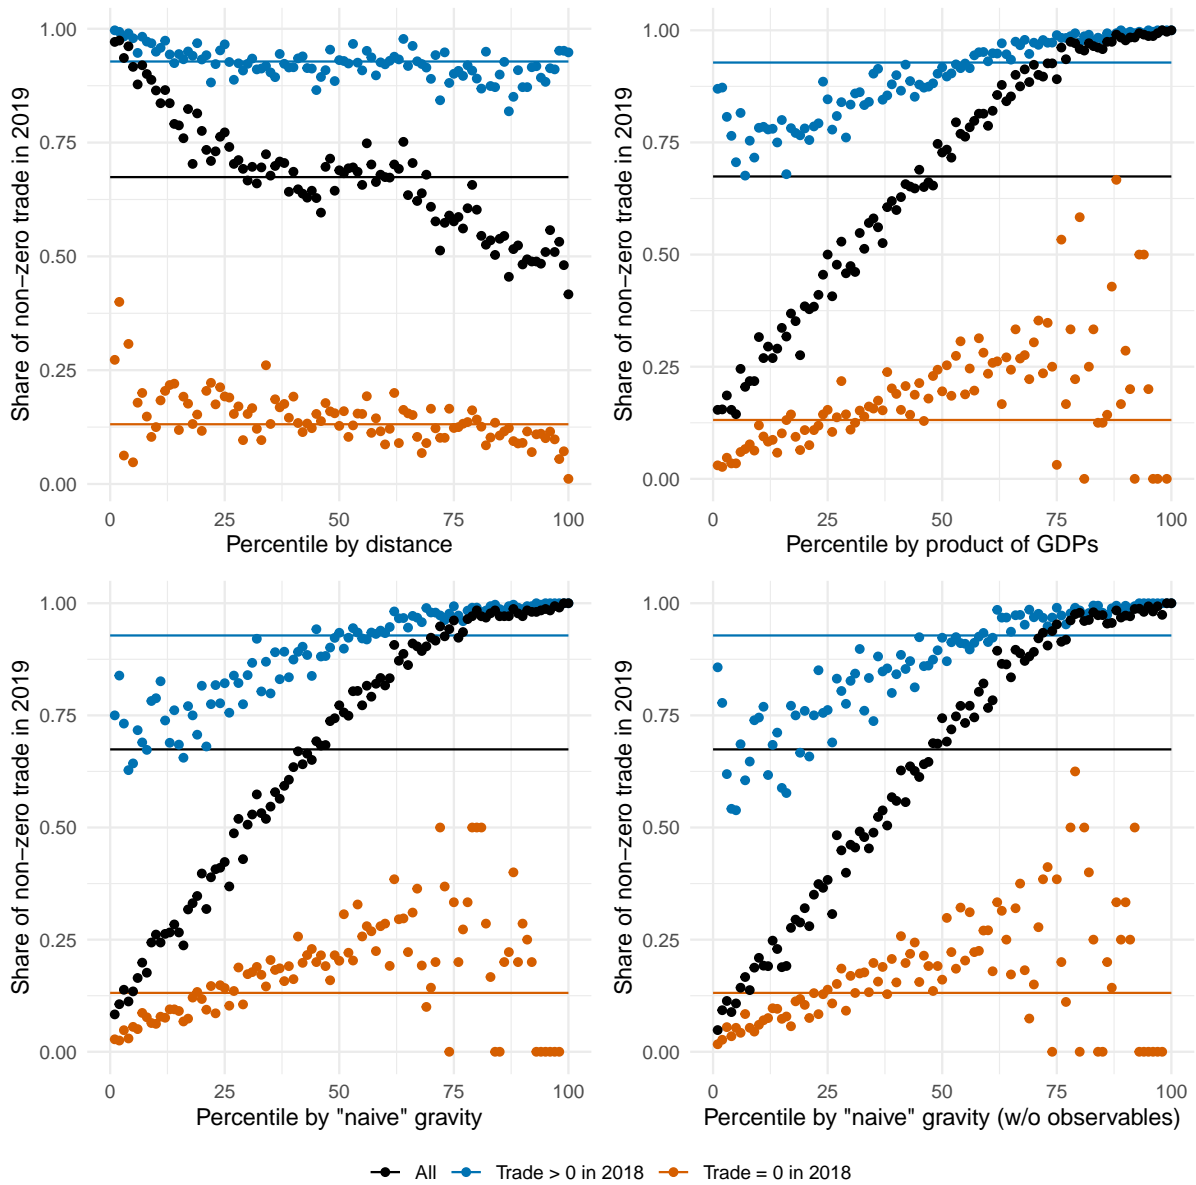 1.00
0.75
0.50
0.25
0.00
Share of non−zero trade in 2019
0 25 50 75 100
Percentile by distance
1.00
0.75
0.50
0.25
0.00
Share of non−zero trade in 2019
0 25 50 75 100
Percentile by product of GDPs
1.00
0.75
0.50
0.25
0.00
Share of non−zero trade in 2019
0 25 50 75 100
Percentile by "naive" gravity
1.00
0.75
0.50
0.25
0.00
Share of non−zero trade in 2019
0 25 50 75 100
Percentile by "naive" gravity (w/o observables)
All Trade > 0 in 2018 Trade = 0 in 2018